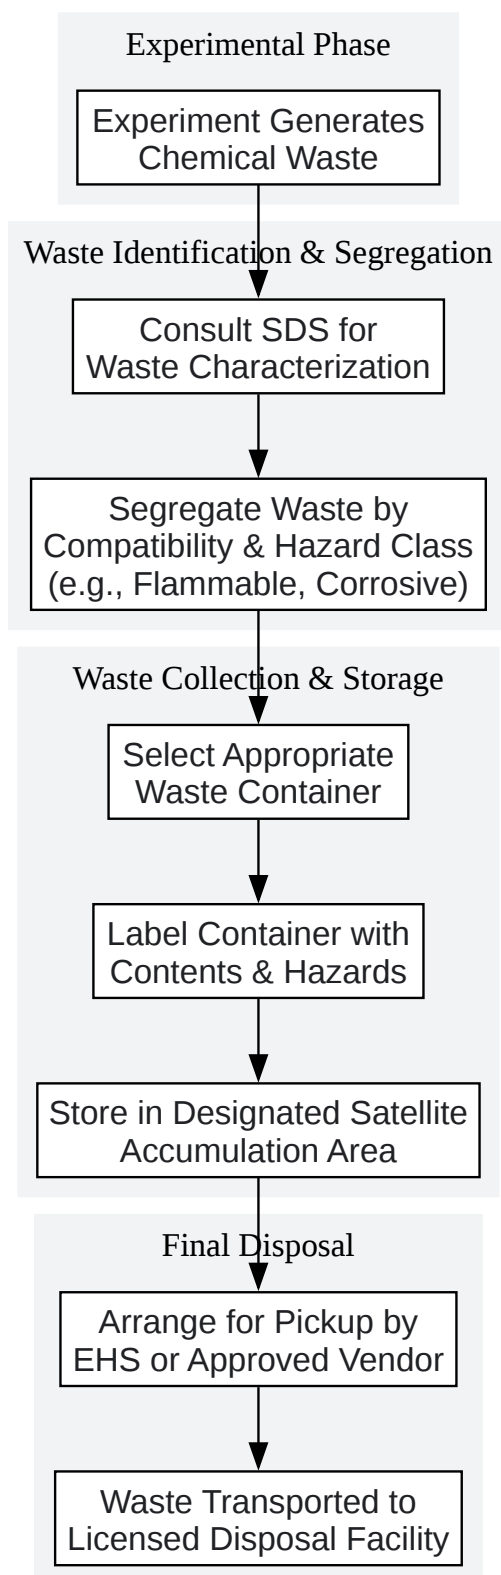 Experimental Phase
Experiment Generates
Chemical Waste
Waste Identification & Segregation
Consult SDS for
Waste Characterization
Segregate Waste by
Compatibility & Hazard Class
(e.g., Flammable, Corrosive)
Waste Collection & Storage
Select Appropriate
Waste Container
Label Container with
Contents & Hazards
Store in Designated Satellite
Accumulation Area
Final Disposal
Arrange for Pickup by
EHS or Approved Vendor
Waste Transported to
Licensed Disposal Facility